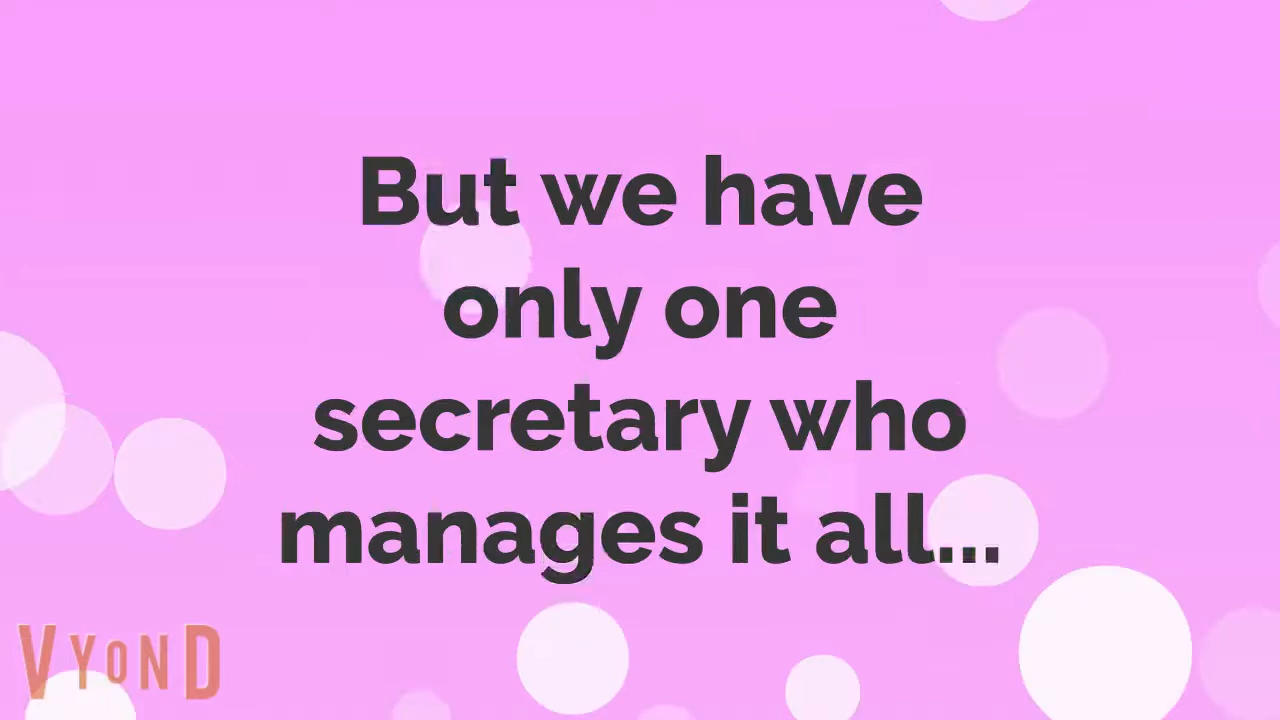 But we have
only one
secretary who
manages it all...
VYOND